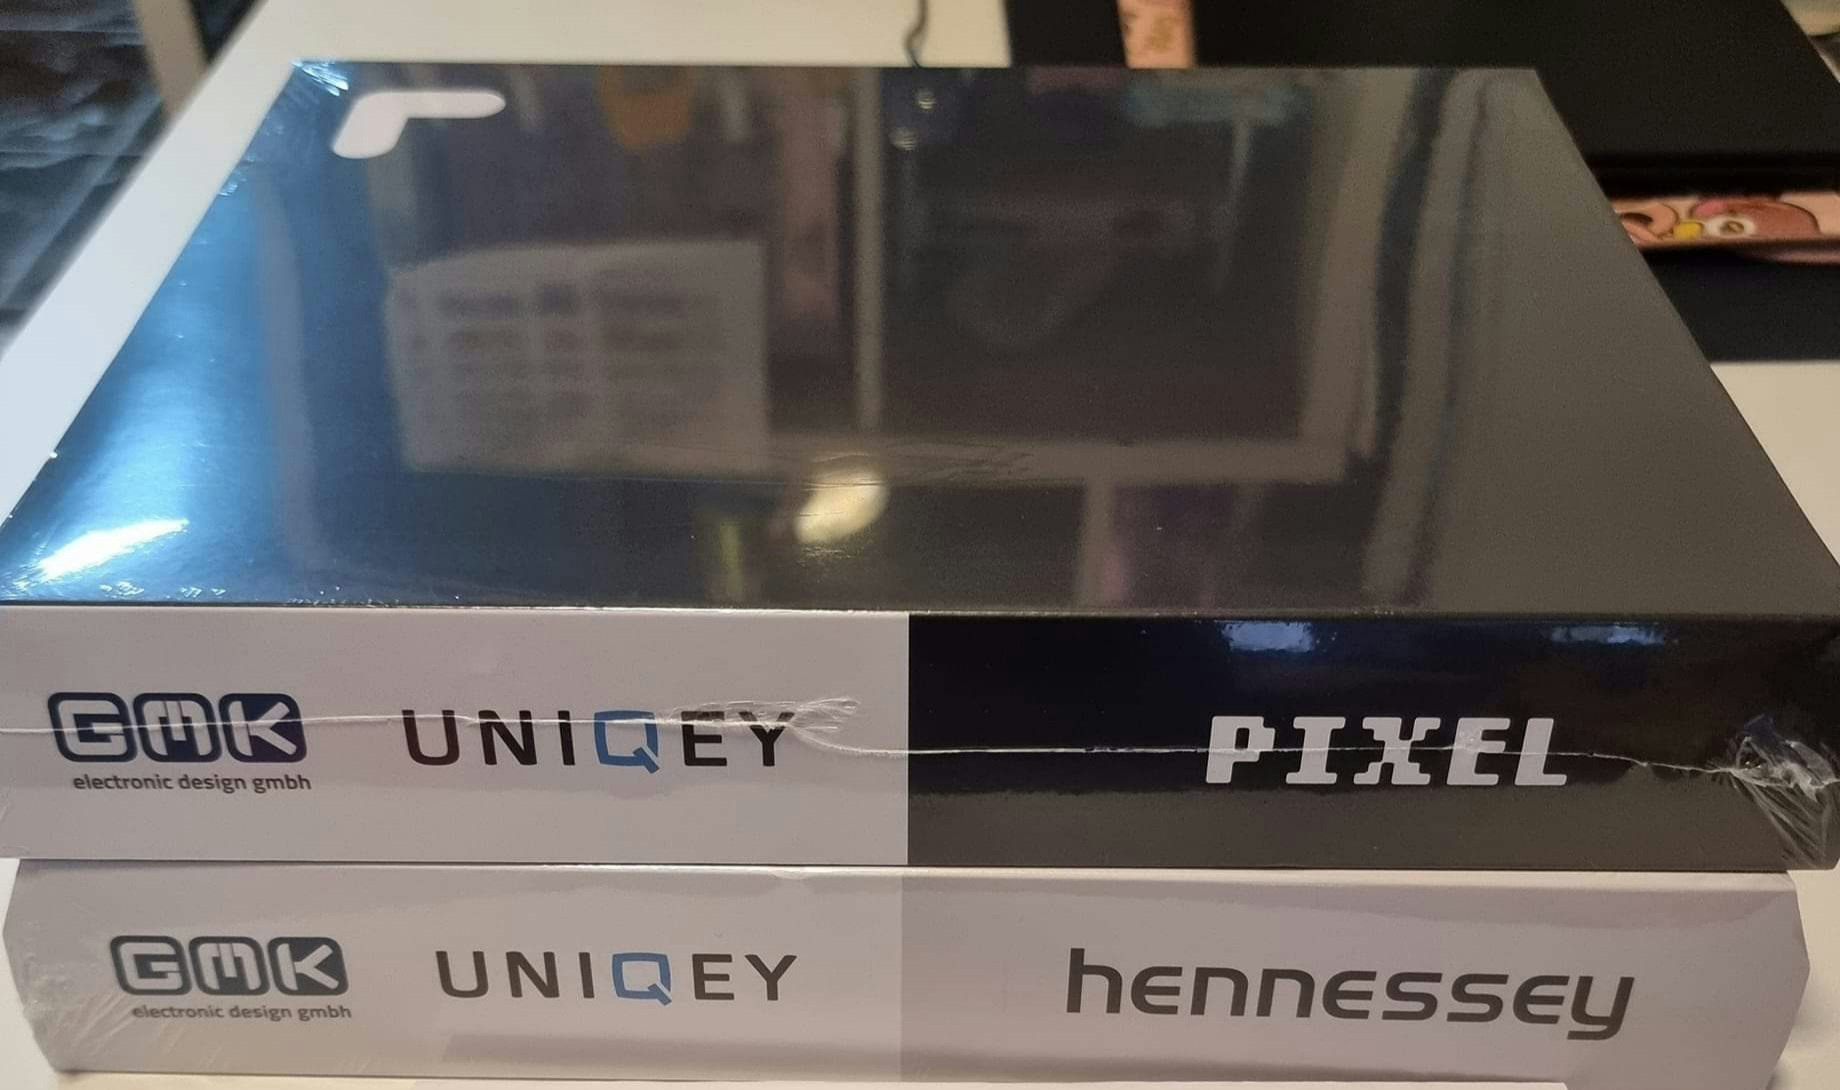 GMK UNIQEY PIXEL
electronic design gmbh
GMK UNIQEY hennessey
electronic design gmbh